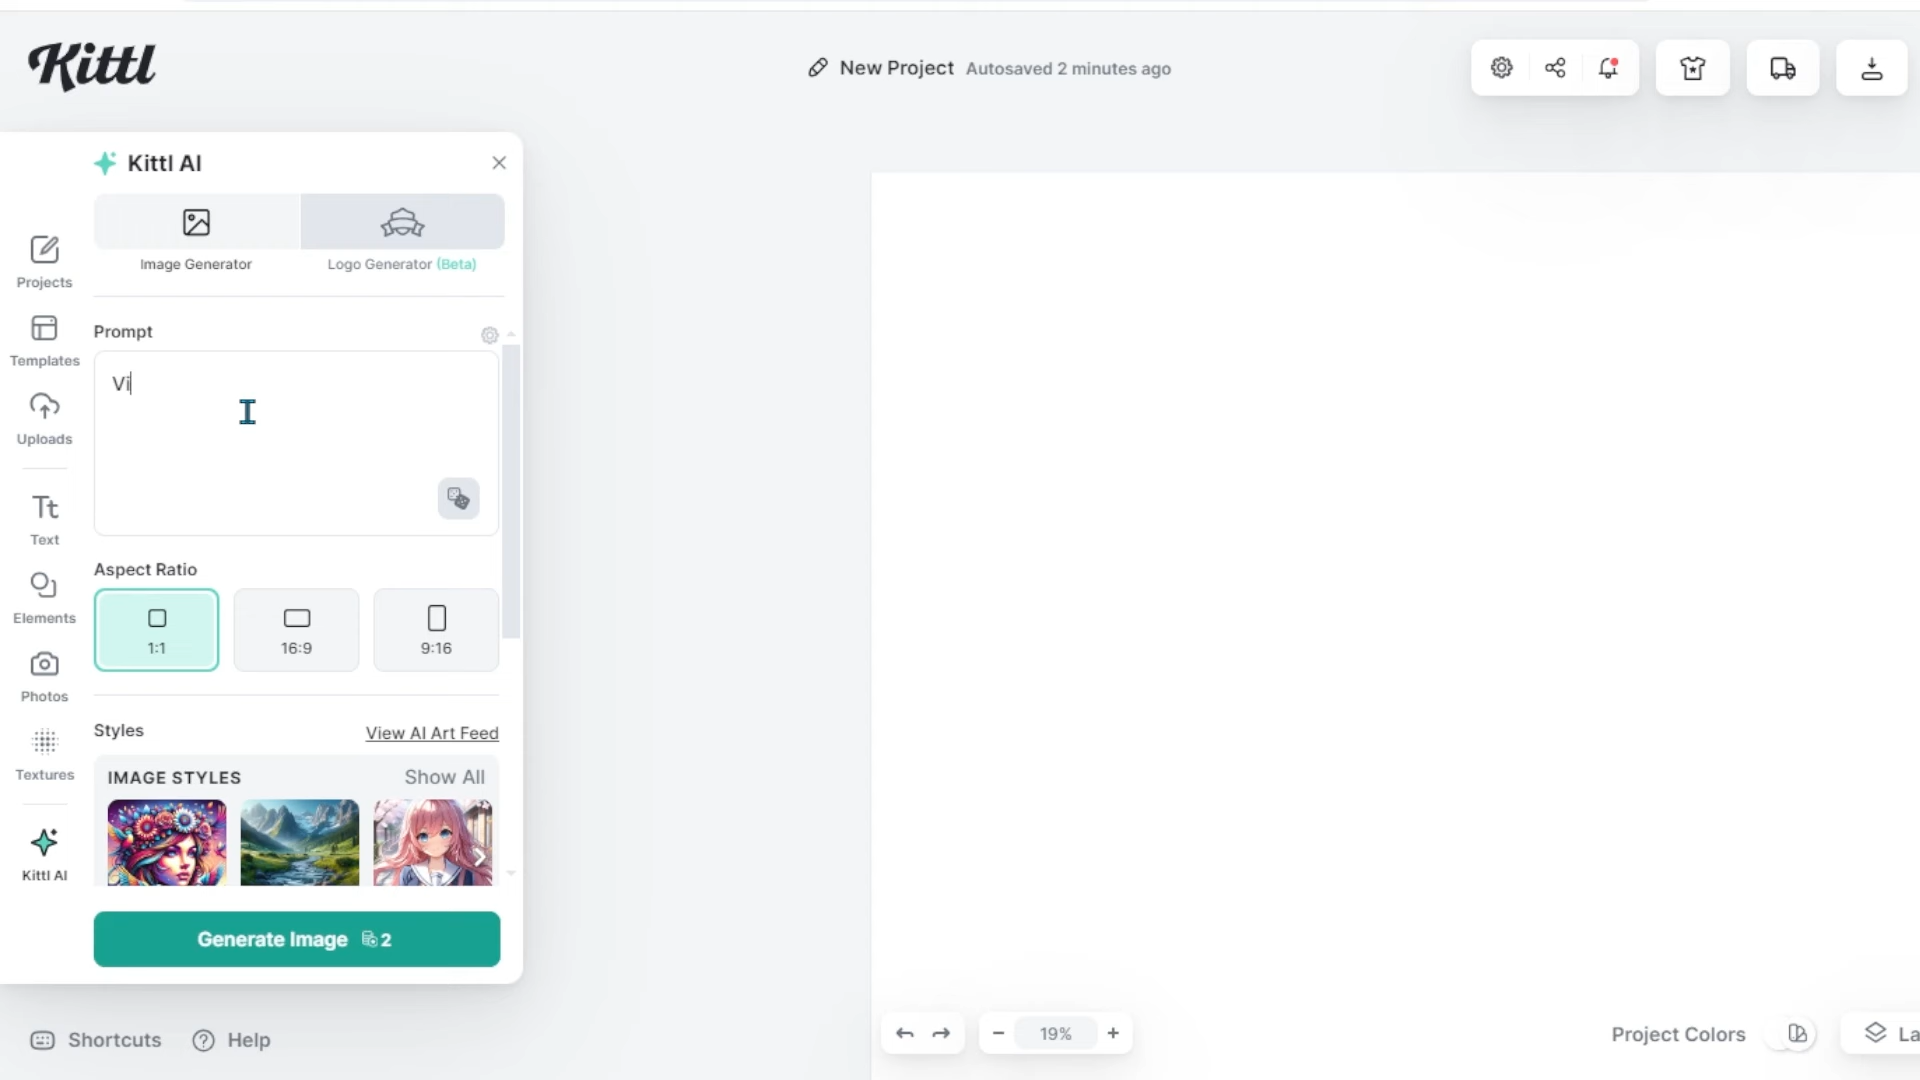 Kittl
New Project Autosaved 2 minutes ago
Kittl AI
Image Generator
Logo Generator (Beta)
Projects
Templates
Uploads
Text
Elements
Photos
Textures
Kittl AI
Prompt
Vi
Aspect Ratio
1:1
16:9
9:16
Styles
View AI Art Feed
IMAGE STYLES
Show All
Generate Image 2
Shortcuts
Help
19%
Project Colors
La